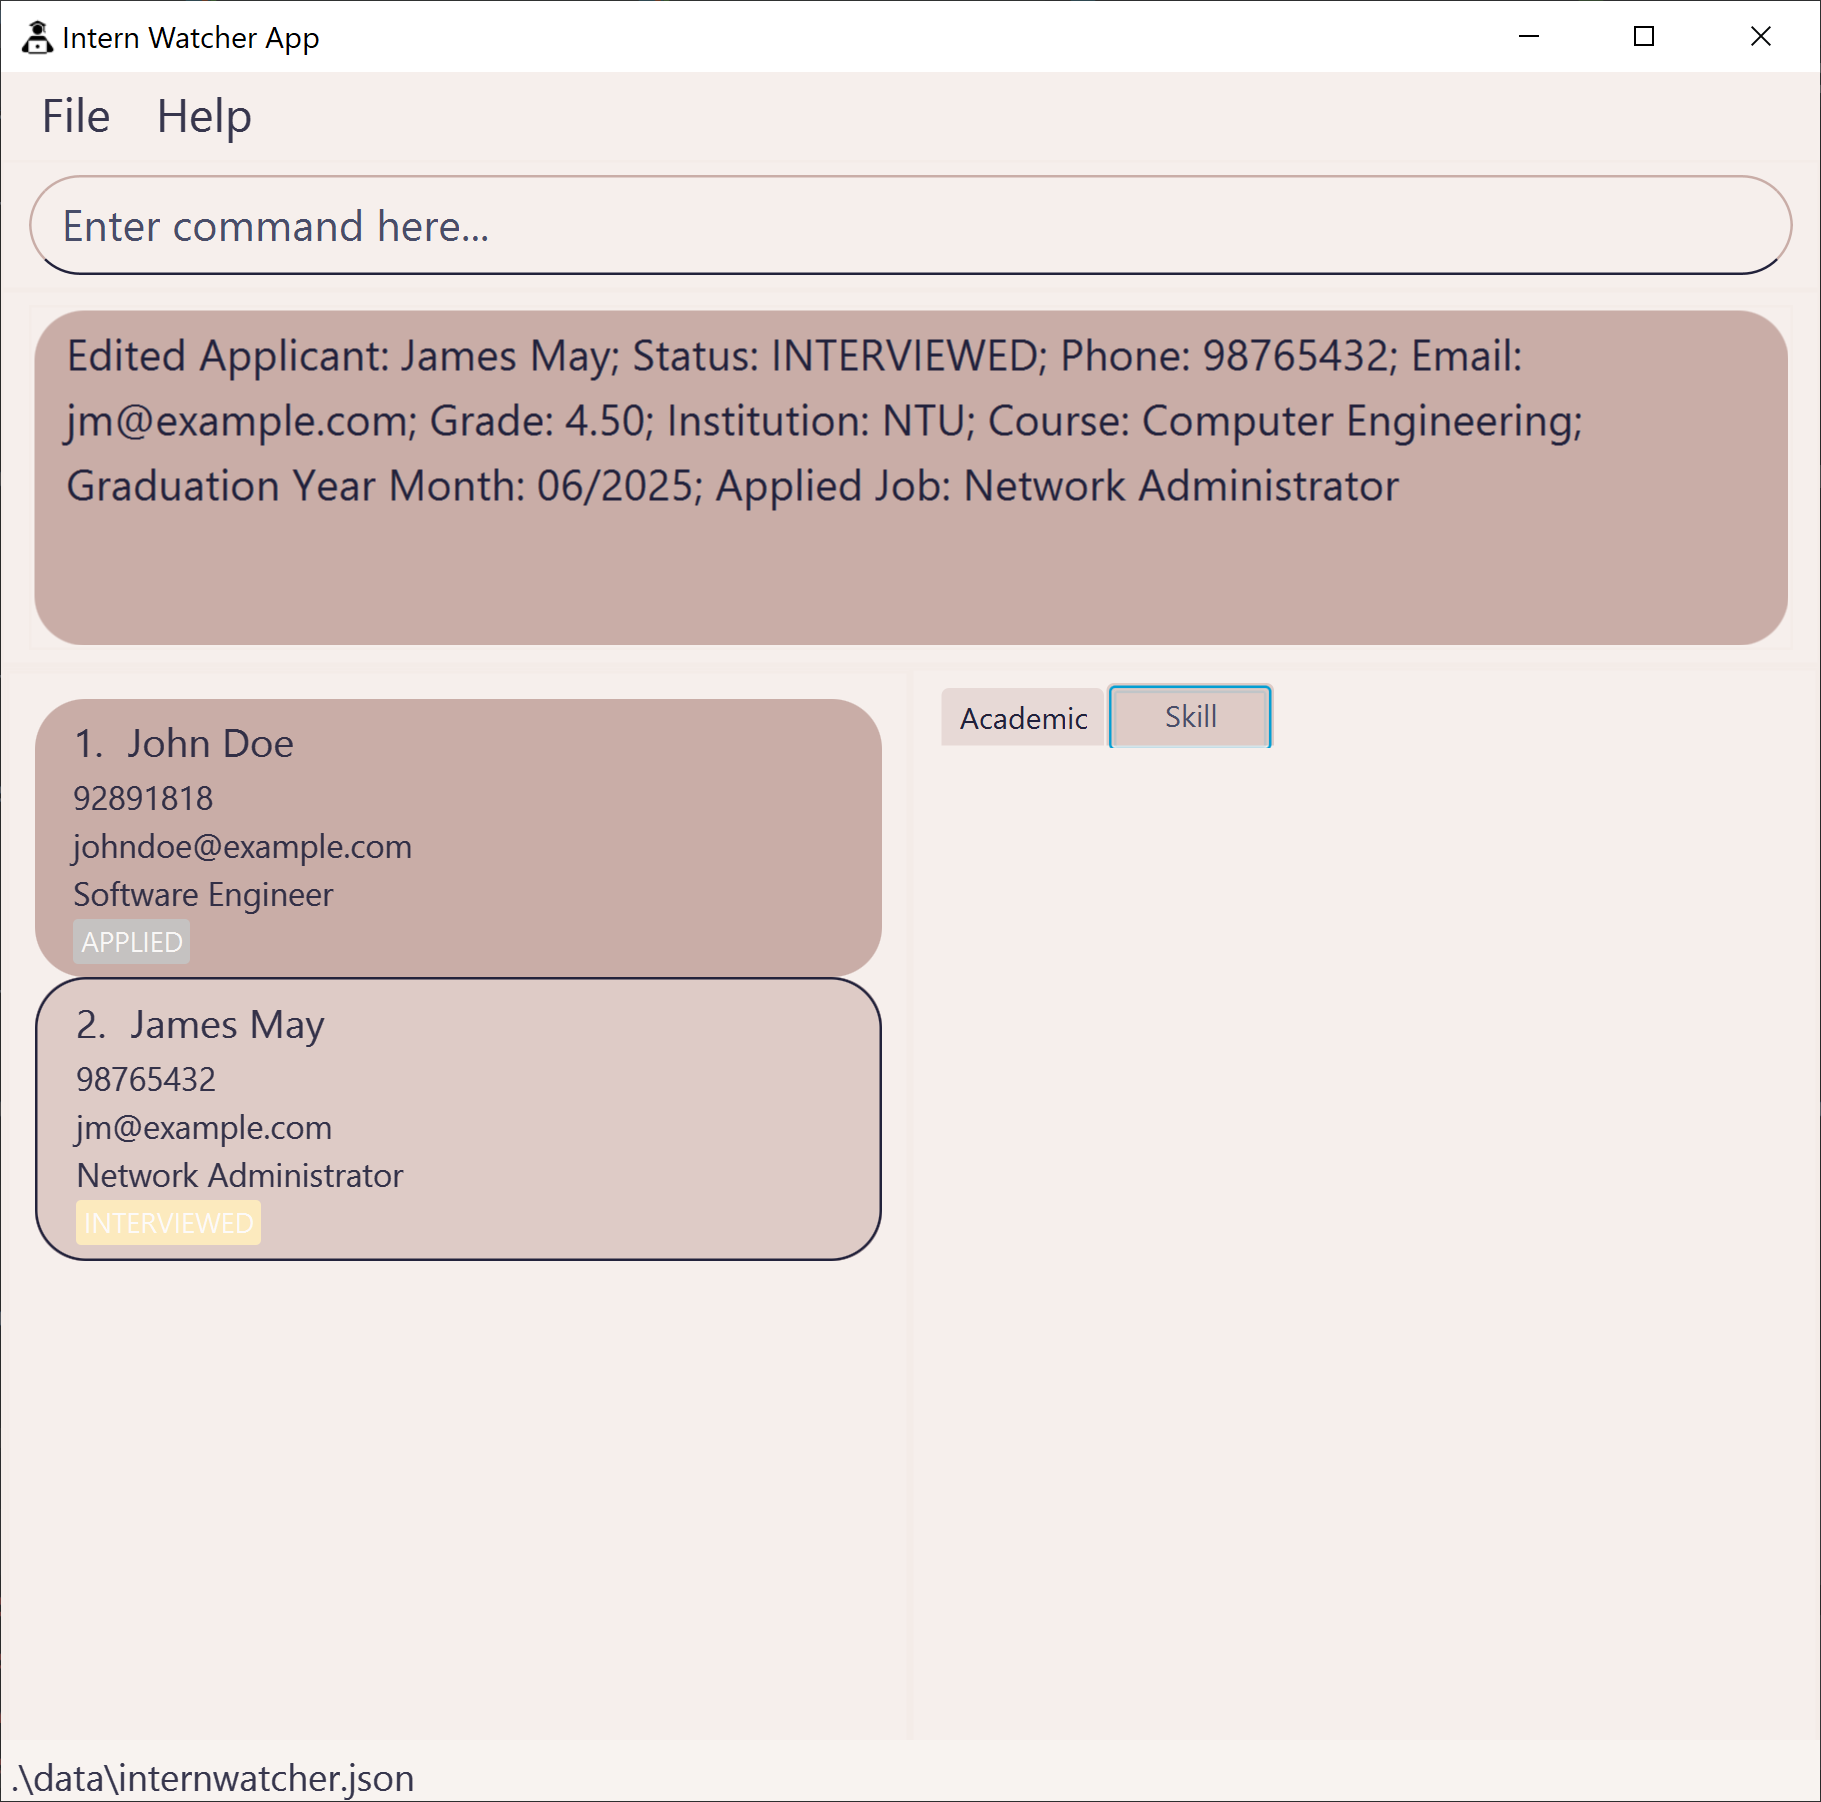 Intern Watcher App
File Help
Enter command here...
Edited Applicant: James May; Status: INTERVIEWED; Phone: 98765432; Email:
jm@example.com; Grade: 4.50; Institution: NTU; Course: Computer Engineering;
Graduation Year Month: 06/2025; Applied Job: Network Administrator
1. John Doe
92891818
johndoe@example.com
Software Engineer
APPLIED
2. James May
98765432
jm@example.com
Network Administrator
INTERVIEWED
Academic Skill
.\data\internwatcher.json